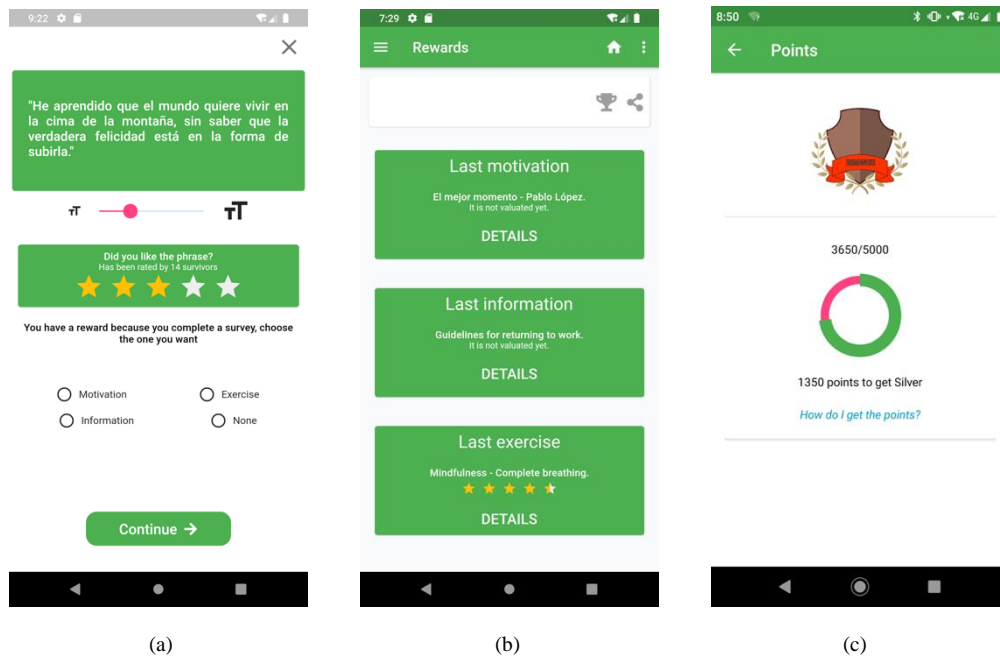 9:22
"He aprendido que el mundo quiere vivir en
la cima de la montaña, sin saber que la
verdadera felicidad está en la forma de
subirla."
TT TT
Did you like the phrase?
Has been rated by 14 survivors
You have a reward because you complete a survey, choose
the one you want
Motivation Exercise
Information None
Continue →
(a)
7:29
Rewards
Last motivation
El mejor momento - Pablo López.
It is not valuated yet.
DETAILS
Last information
Guidelines for returning to work.
It is not valuated yet.
DETAILS
Last exercise
Mindfulness - Complete breathing.
DETAILS
(b)
8:50 4G
Points
BRONZE
3650/5000
1350 points to get Silver
How do I get the points?
(c)